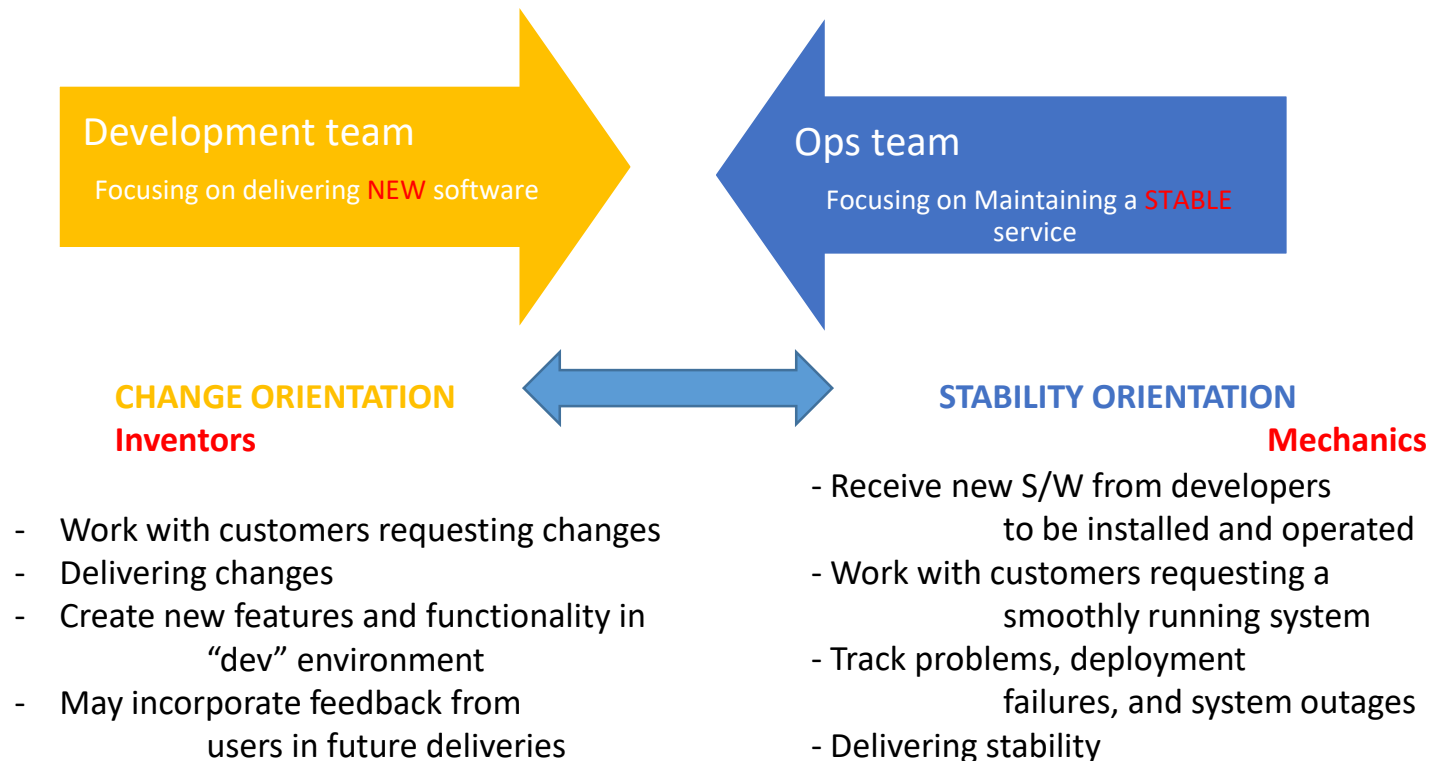 Development team
Focusing on delivering NEW software
Ops team
Focusing on Maintaining a STABLE
service
CHANGE ORIENTATION
Inventors
- Work with customers requesting changes
- Delivering changes
- Create new features and functionality in
“dev” environment
- May incorporate feedback from
users in future deliveries
STABILITY ORIENTATION
Mechanics
- Receive new S/W from developers
to be installed and operated
- Work with customers requesting a
smoothly running system
- Track problems, deployment
failures, and system outages
- Delivering stability